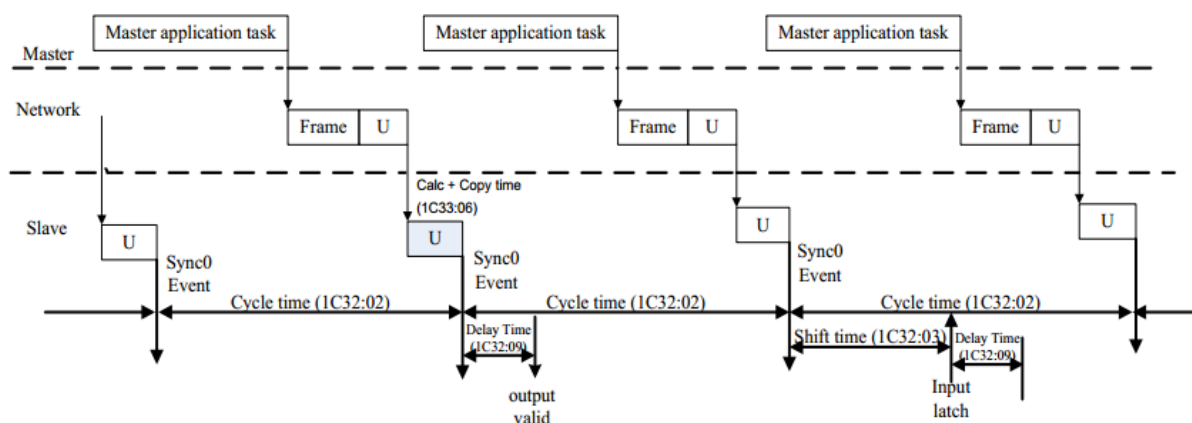 Master application task
Master application task
Master application task
Master
Network
Frame U
Frame U
Frame U
Calc + Copy time
(1C33:06)
Slave
U
U
U
U
Sync0
Event
Sync0
Event
Sync0
Event
Cycle time (1C32:02)
Cycle time (1C32:02)
Cycle time (1C32:02)
Delay Time
(1C32:09)
Shift time (1C32:03)
Delay Time
(1C32:09)
output
valid
Input
latch